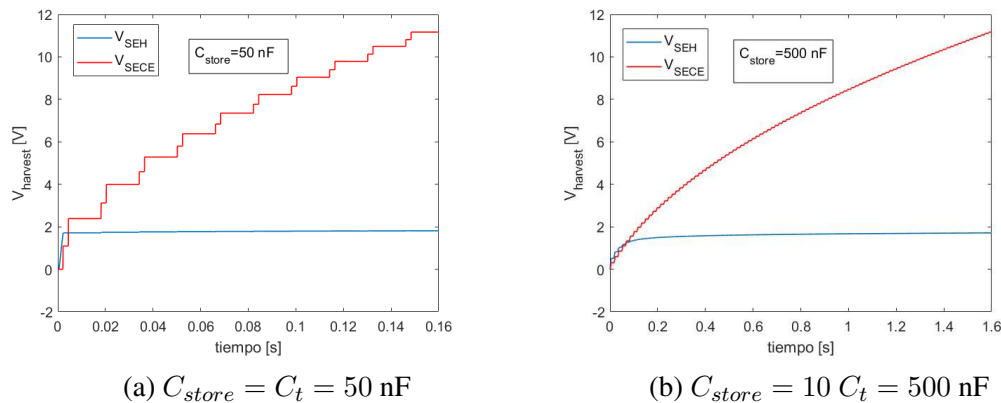 V_SEH
V_SECE
C_store=50 nF
V_harvest [V]
12
10
8
6
4
2
0
-2
0 0.02 0.04 0.06 0.08 0.1 0.12 0.14 0.16
tiempo [s]
(a) C_store = C_t = 50 nF
V_SEH
V_SECE
C_store=500 nF
V_harvest [V]
12
10
8
6
4
2
0
-2
0 0.2 0.4 0.6 0.8 1 1.2 1.4 1.6
tiempo [s]
(b) C_store = 10 C_t = 500 nF